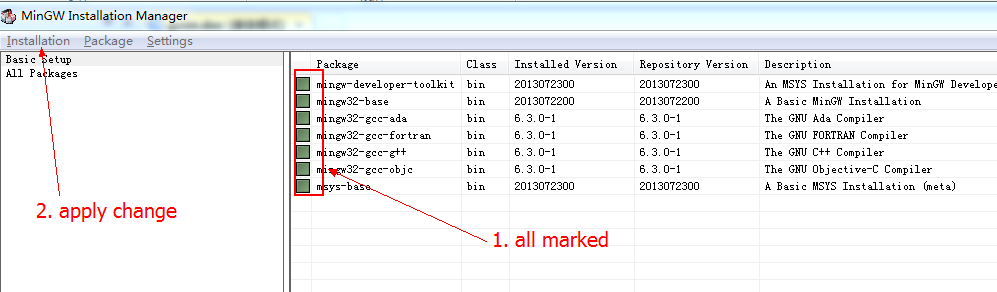 MinGW Installation Manager
Installation Package Settings
Basic Setup
All Packages
Package Class Installed Version Repository Version Description
mingw-developer-toolkit bin 2013072300 2013072300 An MSYS Installation for MinGW Develope
mingw32-base bin 2013072200 2013072200 A Basic MinGW Installation
mingw32-gcc-ada bin 6.3.0-1 6.3.0-1 The GNU Ada Compiler
mingw32-gcc-fortran bin 6.3.0-1 6.3.0-1 The GNU FORTRAN Compiler
mingw32-gcc-g++ bin 6.3.0-1 6.3.0-1 The GNU C++ Compiler
mingw32-gcc-objc bin 6.3.0-1 6.3.0-1 The GNU Objective-C Compiler
msys-base bin 2013072300 2013072300 A Basic MSYS Installation (meta)
2. apply change
1. all marked